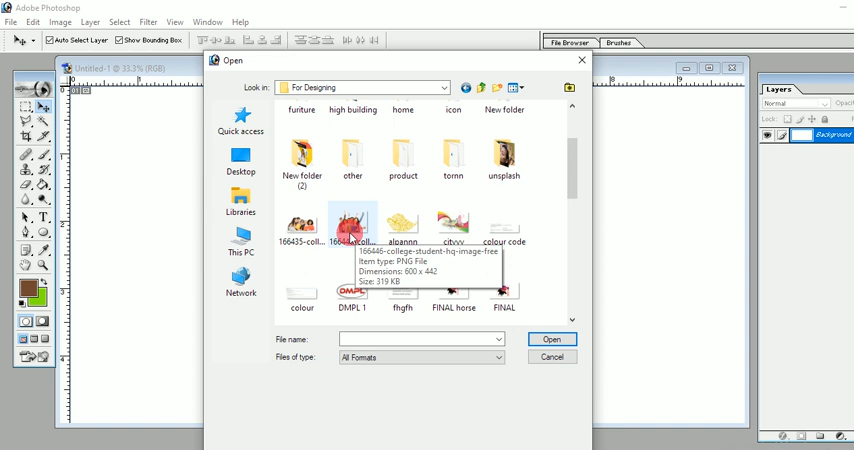 Adobe Photoshop
File Edit Image Layer Select Filter View Window Help
Auto Select Layer Show Bounding Box
File Browser Brushes
Untitled-1 @ 33.3% (RGB)
Open
Look in: For Designing
furiture high building home icon New folder
Quick access
Desktop
Libraries
This PC
Network
New folder (2) other product tornn unsplash
166435-coll... alpannn cityyy colour code
166446-college-student-hq-image-free
Item type: PNG File
Dimensions: 600 x 442
Size: 319 KB
colour DMPL 1 fhgfh FINAL horse FINAL
DMPL
File name: Open
Files of type: All Formats Cancel
Layers
Normal
Lock:
Background